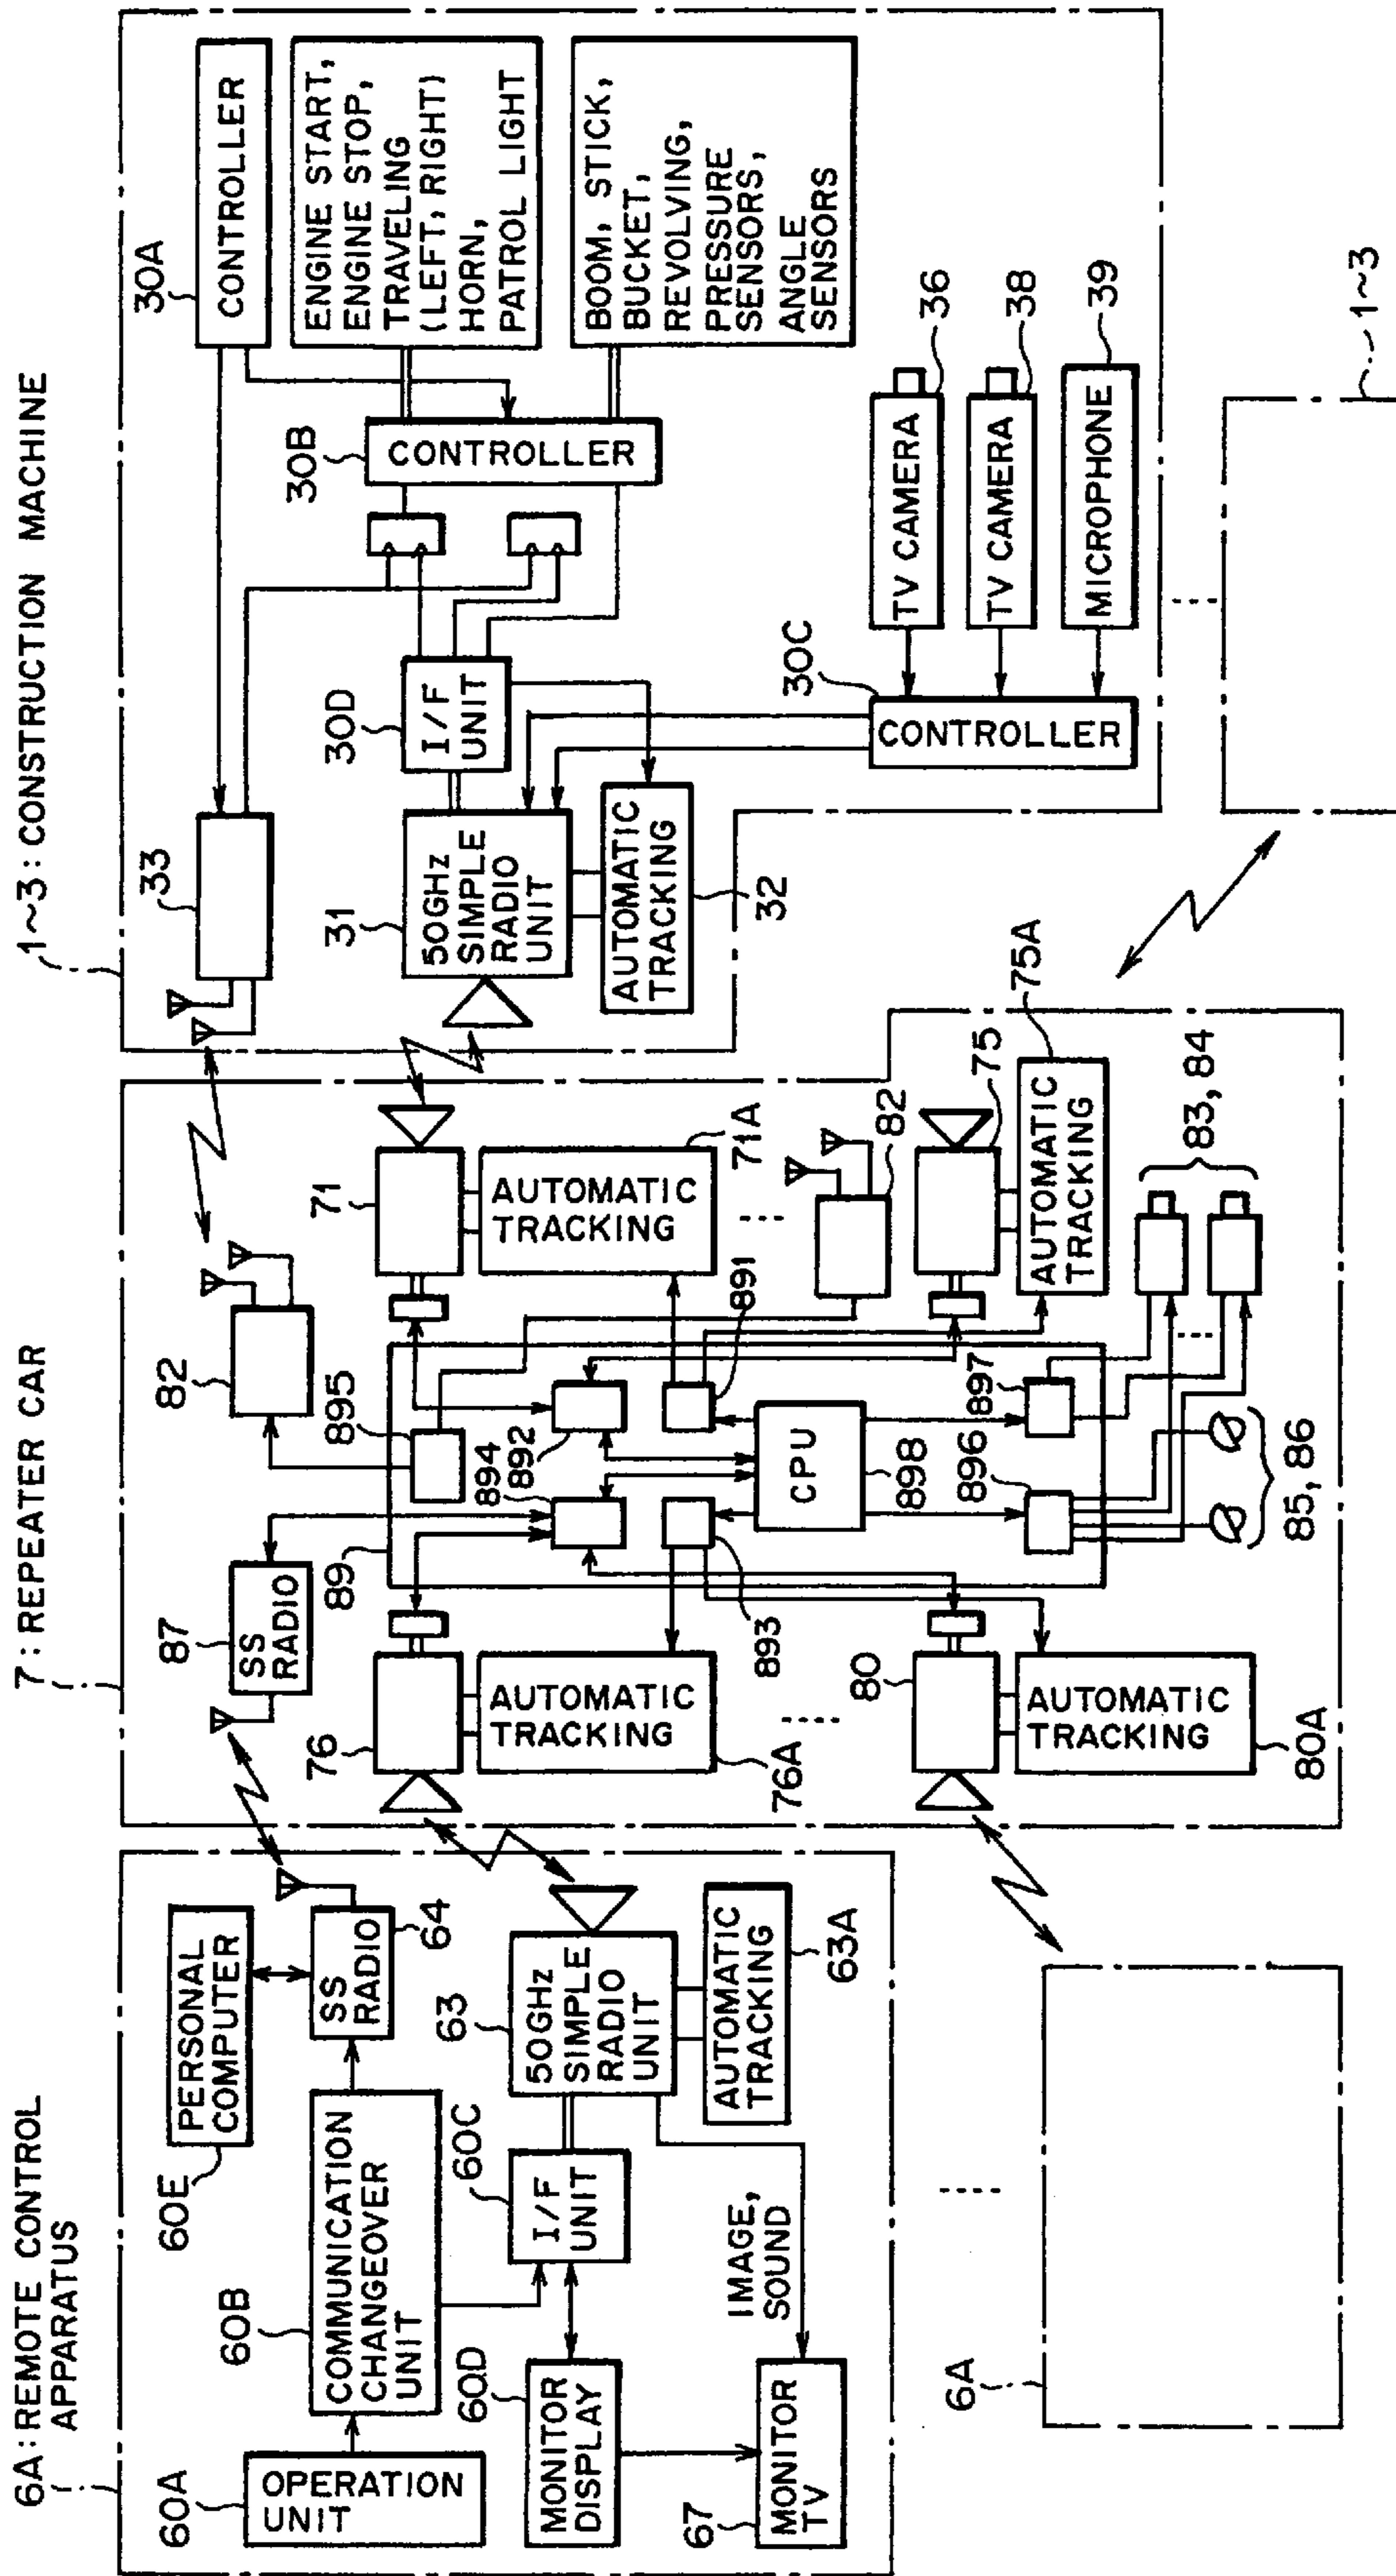 6A: REMOTE CONTROL
APPARATUS
60A
OPERATION
UNIT
60B
COMMUNICATION
CHANGEOVER
UNIT
60E
PERSONAL
COMPUTER
SS
RADIO
64
60D
MONITOR
DISPLAY
60C
I/F
UNIT
63
50GHz
SIMPLE
RADIO
UNIT
AUTOMATIC
TRACKING
63A
67
MONITOR
TV
IMAGE,
SOUND
6A
7: REPEATER CAR
87
SS
RADIO
82
895
89
894
892
76
AUTOMATIC
TRACKING
76A
71
AUTOMATIC
TRACKING
71A
893
891
CPU
898
82
80
AUTOMATIC
TRACKING
80A
896
897
75
AUTOMATIC
TRACKING
75A
85, 86
83, 84
1~3: CONSTRUCTION MACHINE
33
30A
CONTROLLER
31
50GHz
SIMPLE
RADIO
UNIT
30D
I/F
UNIT
30B
CONTROLLER
ENGINE START,
ENGINE STOP,
TRAVELING
(LEFT, RIGHT)
HORN,
PATROL LIGHT
BOOM, STICK,
BUCKET,
REVOLVING,
PRESSURE
SENSORS,
ANGLE
SENSORS
AUTOMATIC
TRACKING
32
30C
CONTROLLER
TV CAMERA
36
TV CAMERA
38
MICROPHONE
39
1~3